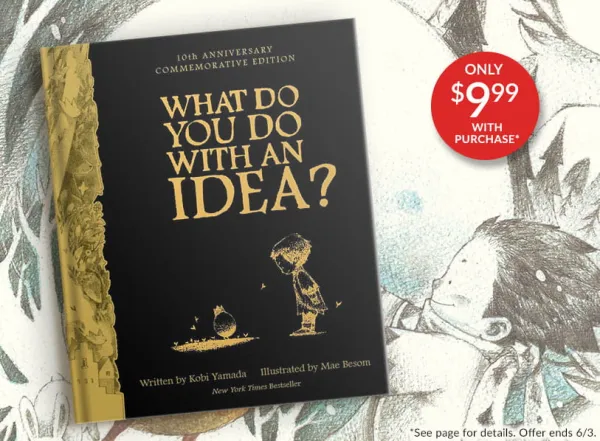 10th ANNIVERSARY
COMMEMORATIVE EDITION
WHAT DO
YOU DO
WITH AN
IDEA?
Written by Kobi Yamada Illustrated by Mae Besom
New York Times Bestseller
ONLY
$9.99
WITH
PURCHASE*
*See page for details. Offer ends 6/3.